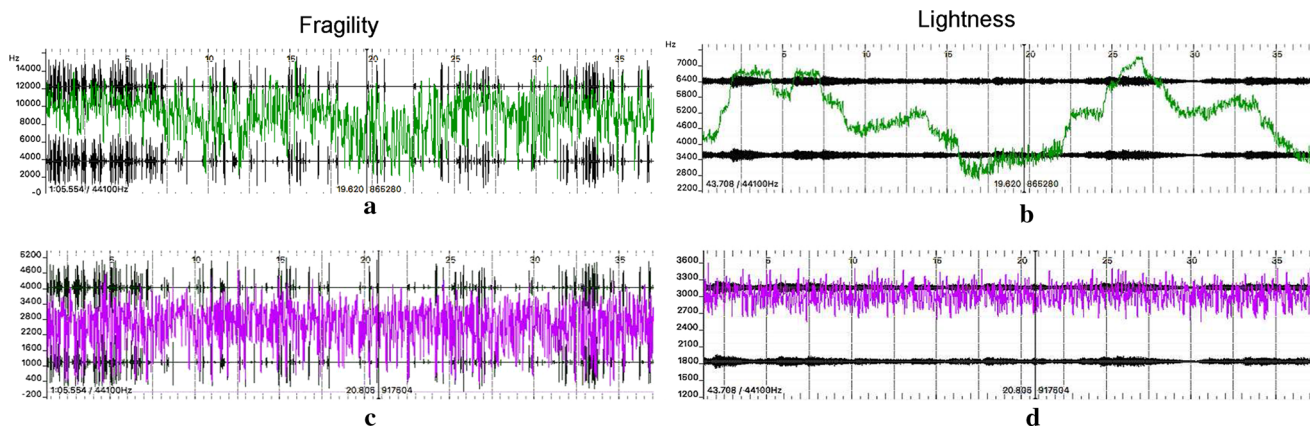 Fragility
Hz
5 10 15 20 25 30 35
14000
12000
10000
8000
6000
4000
2000
-0
1:05.554 / 44100Hz
19.620 865280
a
Lightness
Hz
5 10 15 20 25 30 35
7000
6400
5800
5200
4600
4000
3400
2800
2200
43.708 / 44100Hz
19.620 865280
b
5 10 15 20 25 30 35
5200
4600
4000
3400
2800
2200
1600
1000
400
-200
1:05.554 / 44100Hz
20.805 917504
c
5 10 15 20 25 30 35
3600
3300
3000
2700
2400
2100
1800
1500
1200
43.708 / 44100Hz
20.805 917504
d